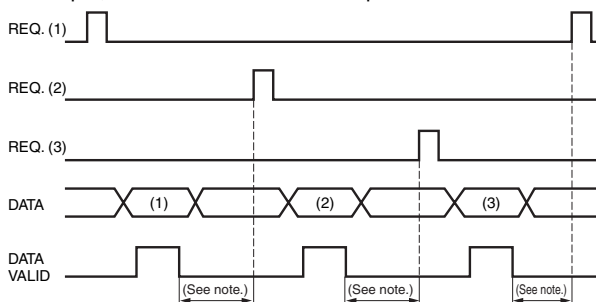 REQ. (1)
REQ. (2)
REQ. (3)
DATA
(1)
(2)
(3)
DATA
VALID
(See note.)
(See note.)
(See note.)